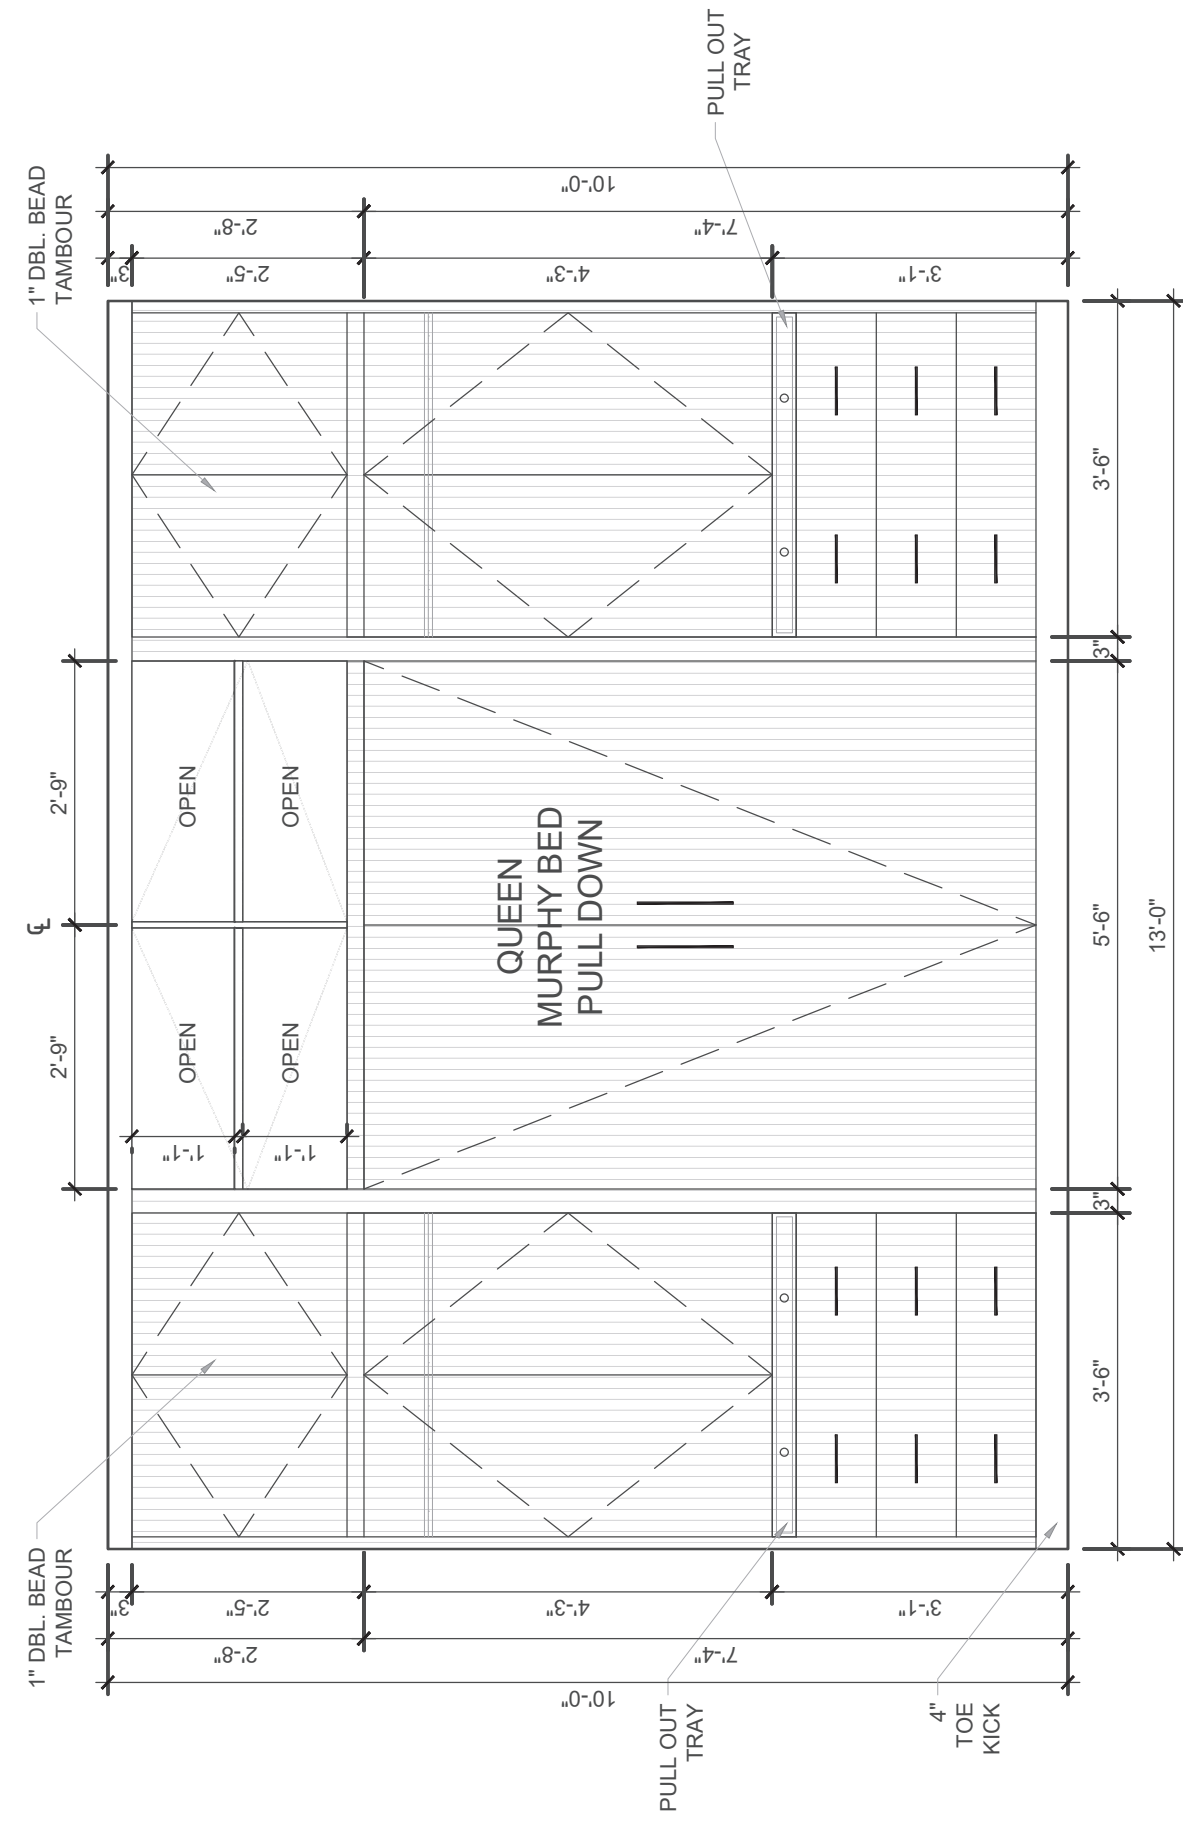 2'-9"
℄
2'-9"
1" DBL. BEAD
TAMBOUR
1" DBL. BEAD
TAMBOUR
10'-0"
2'-8"
7'-4"
3"
2'-5"
4'-3"
3'-1"
OPEN
OPEN
OPEN
OPEN
1'-1"
1'-1"
QUEEN
MURPHY BED
PULL DOWN
3"
2'-5"
4'-3"
3'-1"
2'-8"
7'-4"
10'-0"
PULL OUT
TRAY
PULL OUT
TRAY
4"
TOE
KICK
3'-6"
3"
5'-6"
3"
3'-6"
13'-0"